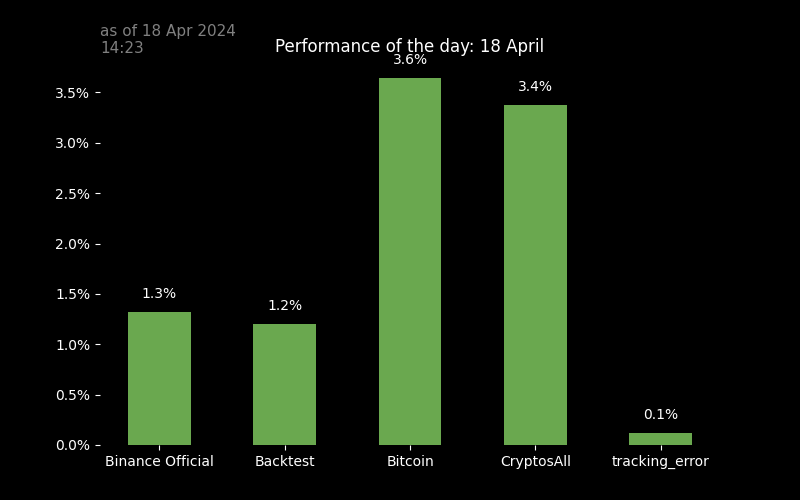 as of 18 Apr 2024
14:23
Performance of the day: 18 April
3.6%
3.4%
1.3%
1.2%
0.1%
3.5%
3.0%
2.5%
2.0%
1.5%
1.0%
0.5%
0.0%
Binance Official
Backtest
Bitcoin
CryptosAll
tracking_error